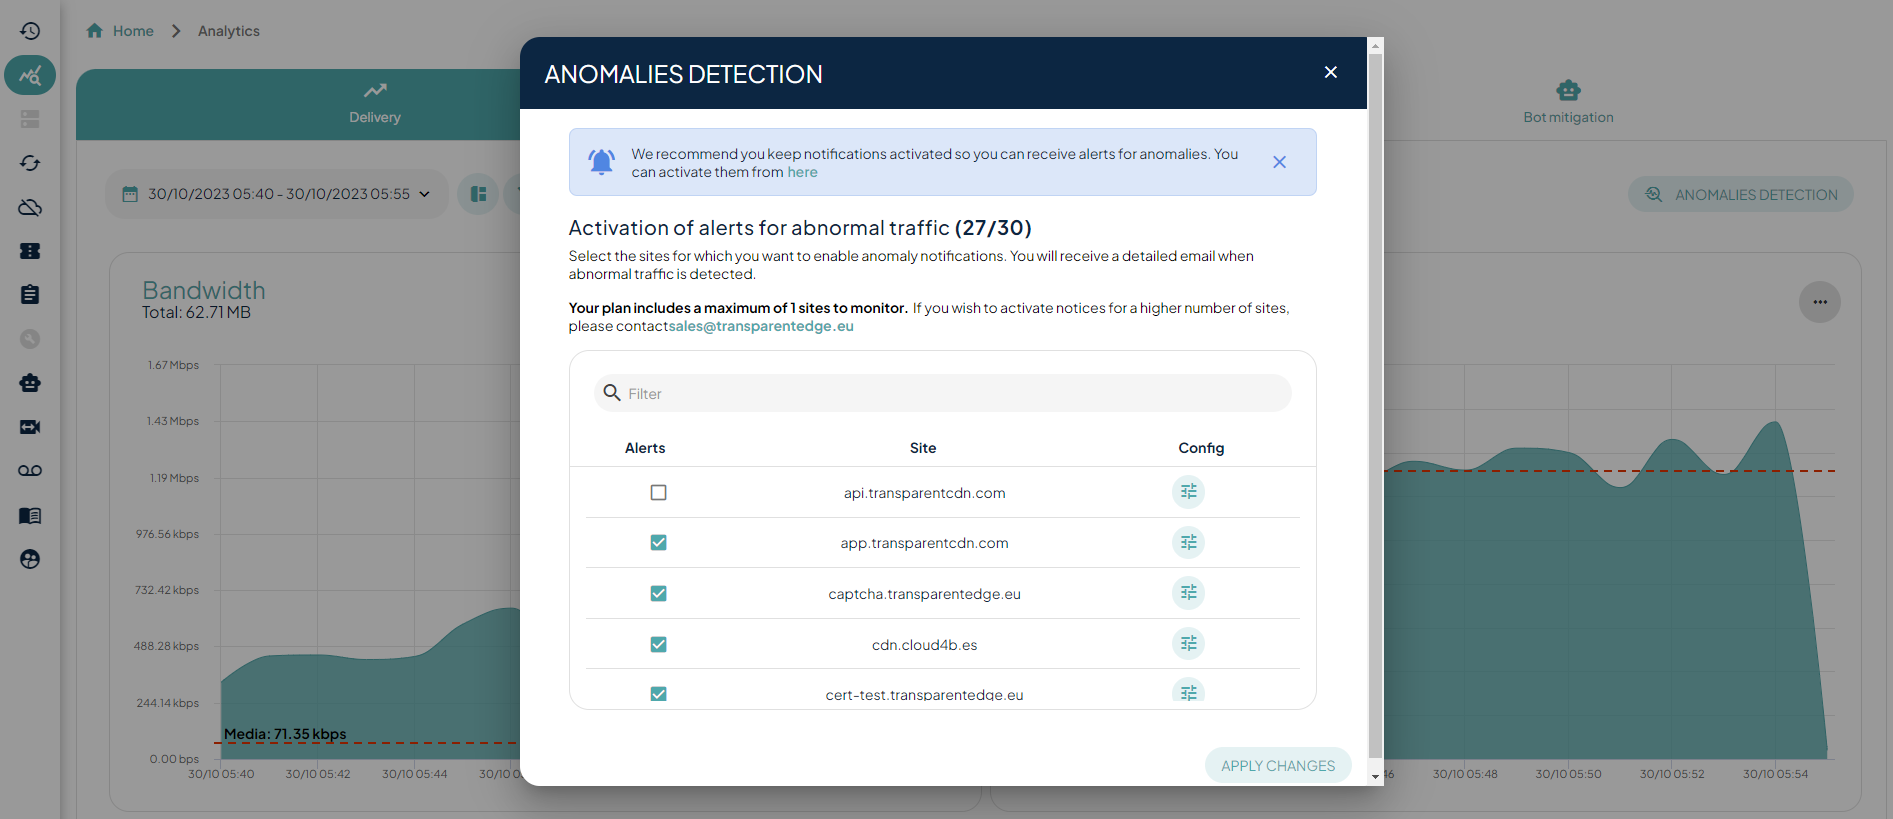 Home > Analytics
Delivery
Bot mitigation
30/10/2023 05:40 - 30/10/2023 05:55
ANOMALIES DETECTION
Bandwidth
Total: 62.71 MB
1.67 Mbps
1.43 Mbps
1.19 Mbps
976.56 kbps
732.42 kbps
488.28 kbps
244.14 kbps
0.00 bps
Media: 71.35 kbps
30/10 05:40
30/10 05:42
30/10 05:44
30/10 0
ANOMALIES DETECTION
We recommend you keep notifications activated so you can receive alerts for anomalies. You
can activate them from here
Activation of alerts for abnormal traffic (27/30)
Select the sites for which you want to enable anomaly notifications. You will receive a detailed email when
abnormal traffic is detected.
Your plan includes a maximum of 1 sites to monitor. If you wish to activate notices for a higher number of sites,
please contactsales@transparentedge.eu
Filter
Alerts Site Config
api.transparentcdn.com
app.transparentcdn.com
captcha.transparentedge.eu
cdn.cloud4b.es
cert-test.transparentedge.eu
APPLY CHANGES
46
30/10 05:48
30/10 05:50
30/10 05:52
30/10 05:54